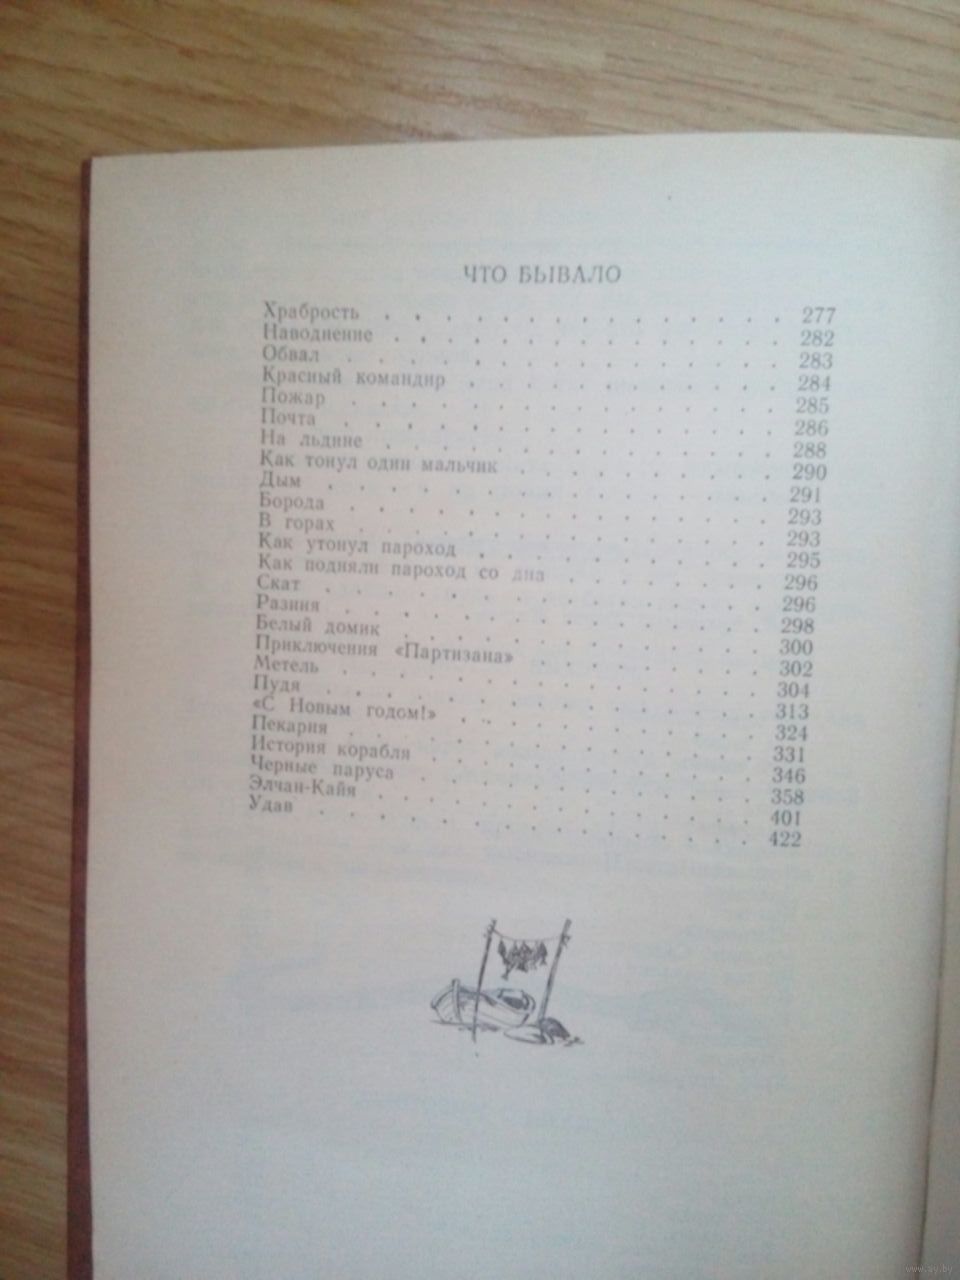 ЧТО БЫВАЛО
Храбрость . . . . . . . . . . . . . . 277
Наводнение . . . . . . . . . . . . . . 282
Обвал . . . . . . . . . . . . . . 283
Красный командир . . . . . . . . . . . 284
Пожар . . . . . . . . . . . . . . 285
Почта . . . . . . . . . . . . . . 286
На льдине . . . . . . . . . . . . . . 288
Как тонул один мальчик . . . . . . . . . 290
Дым . . . . . . . . . . . . . . 291
Борода . . . . . . . . . . . . . . 293
В горах . . . . . . . . . . . . . . 293
Как утонул пароход . . . . . . . . . . 295
Как подняли пароход со дна . . . . . . . 296
Скат . . . . . . . . . . . . . . 296
Разиня . . . . . . . . . . . . . . 298
Белый домик . . . . . . . . . . . . 300
Приключения «Партизана» . . . . . . . . 302
Метель . . . . . . . . . . . . . . 304
Пудя . . . . . . . . . . . . . . 313
«С Новым годом!» . . . . . . . . . . 324
Пекарня . . . . . . . . . . . . . . 331
История корабля . . . . . . . . . . . 346
Черные паруса . . . . . . . . . . . 358
Элчан-Кайя . . . . . . . . . . . . . 401
Удав . . . . . . . . . . . . . . 422
www.ay.by